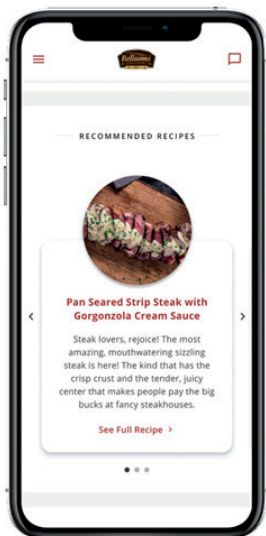 Belluomi
RECOMMENDED RECIPES
Pan Seared Strip Steak with
Gorgonzola Cream Sauce
Steak lovers, rejoice! The most
amazing, mouthwatering sizzling
steak is here! The kind that has the
crisp crust and the tender, juicy
center that makes people pay the big
bucks at fancy steakhouses.
See Full Recipe >